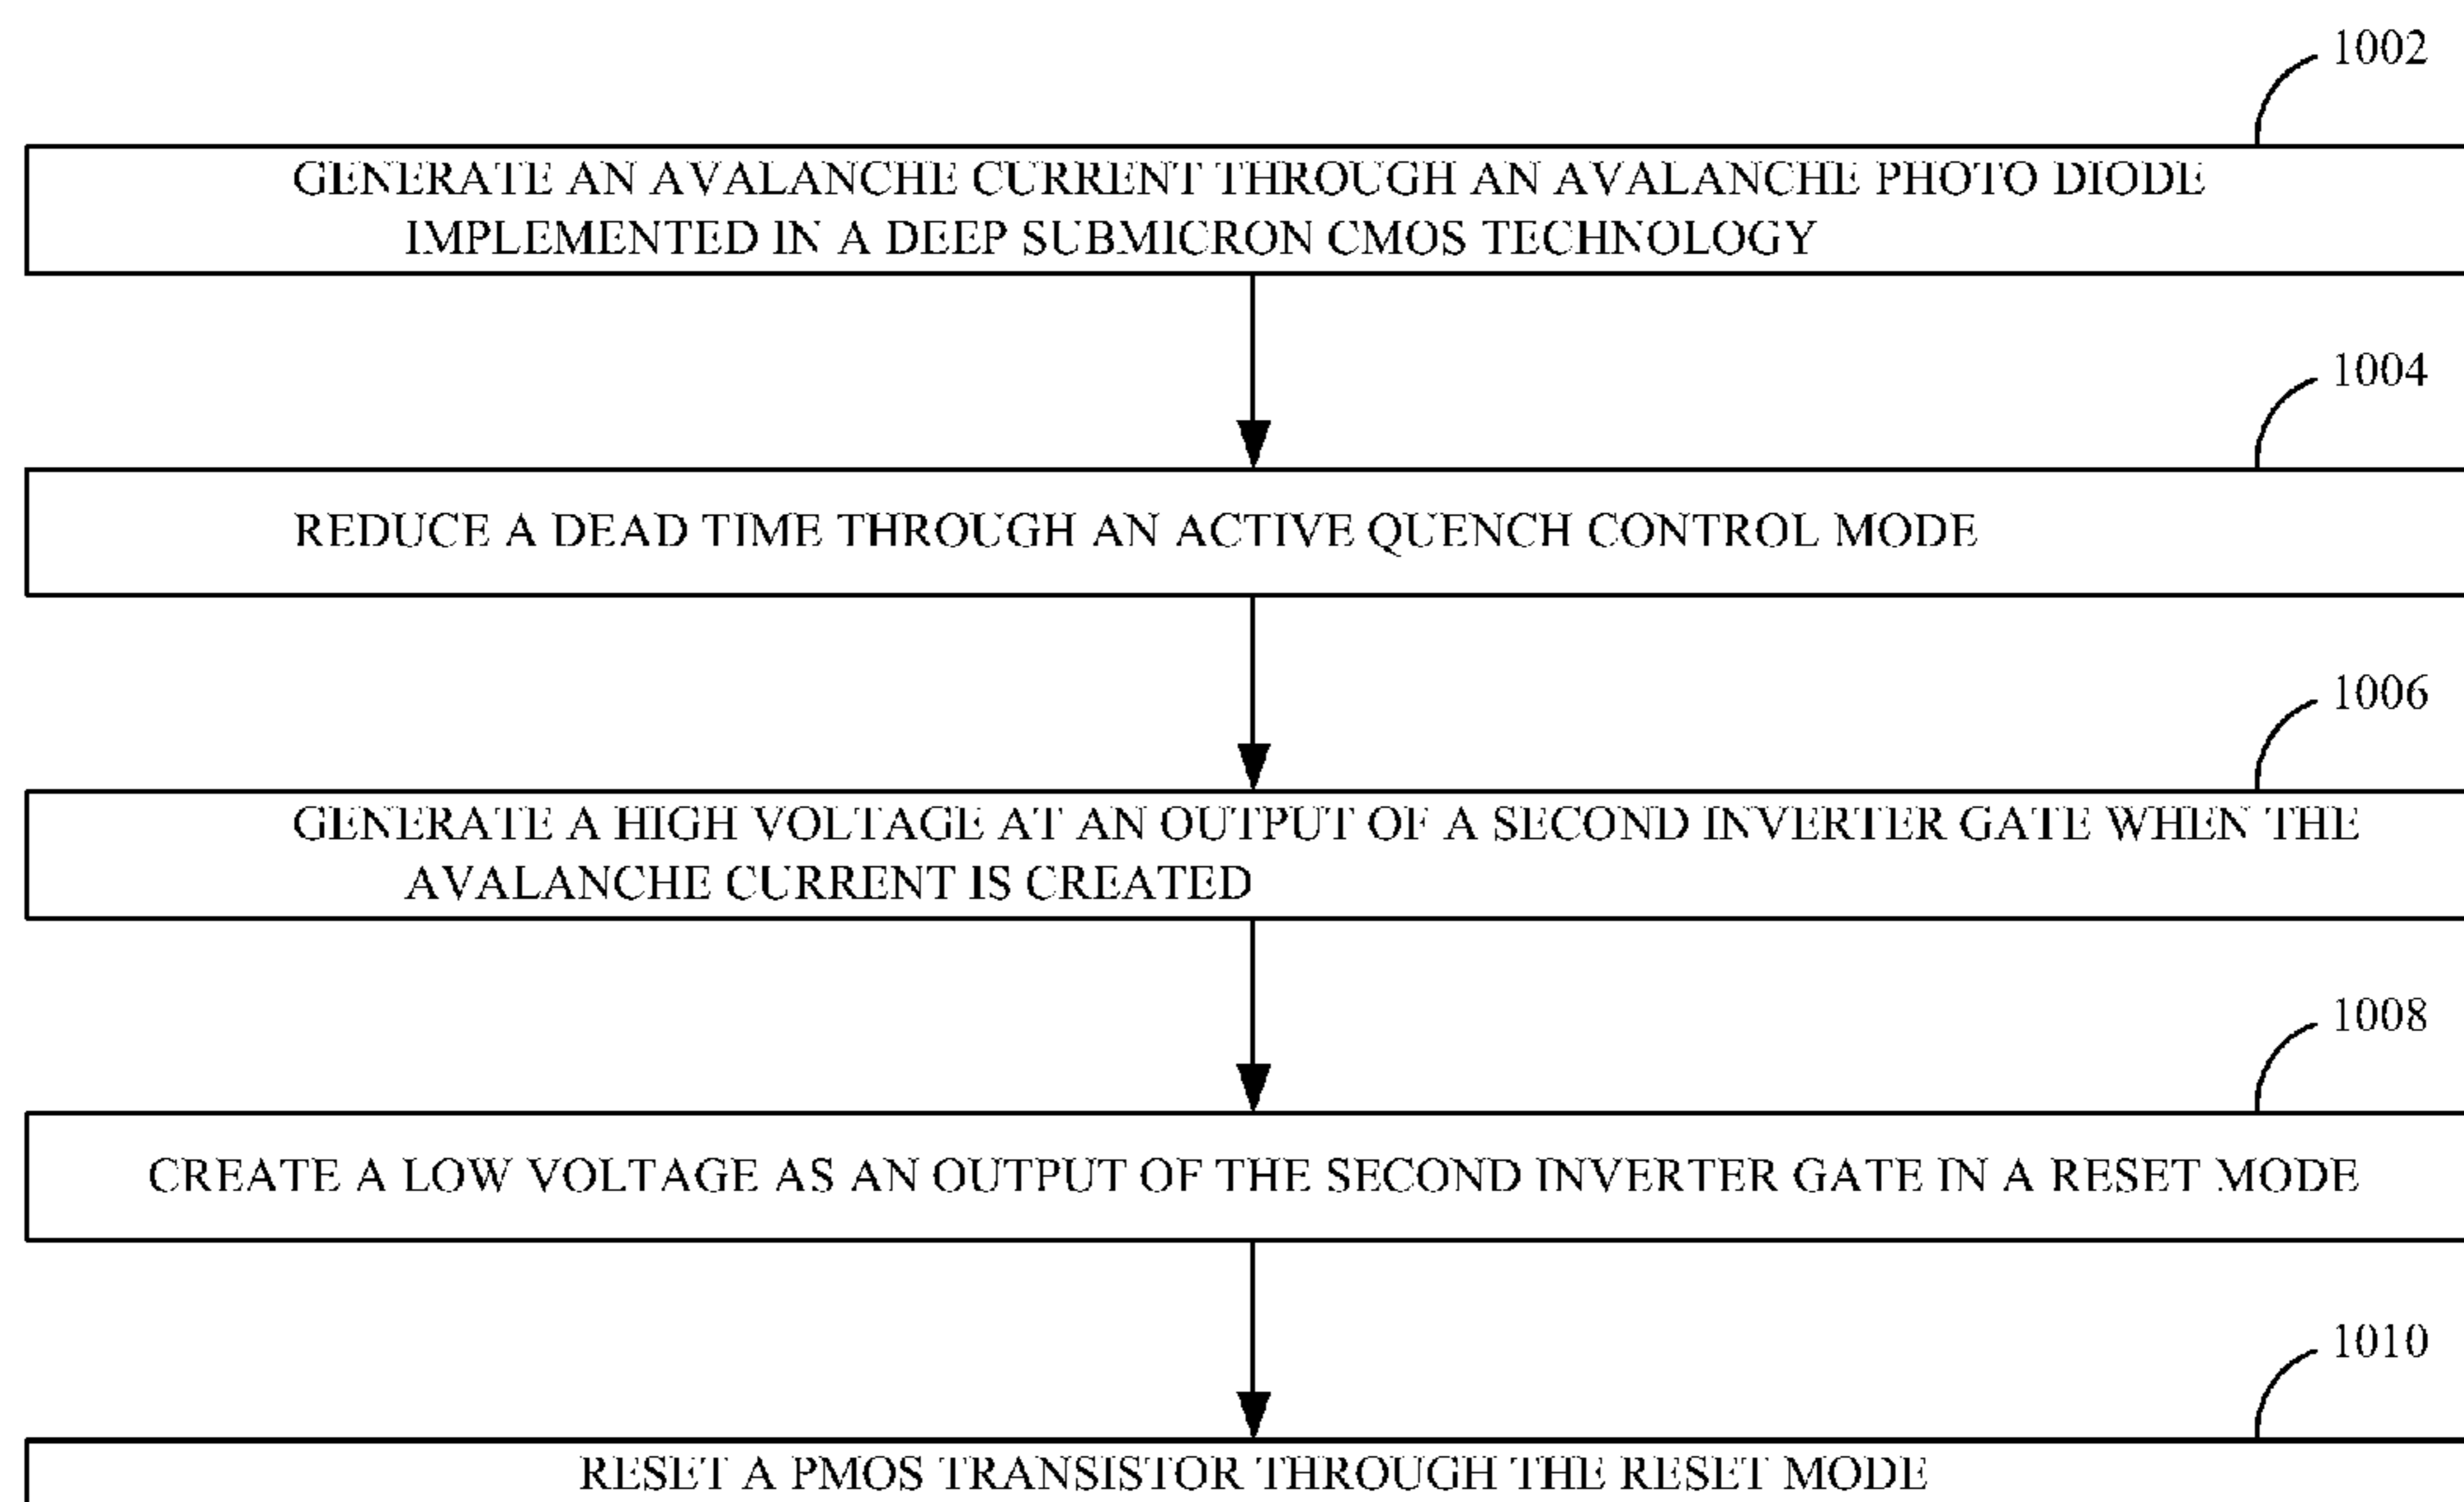 1002
GENERATE AN AVALANCHE CURRENT THROUGH AN AVALANCHE PHOTO DIODE
IMPLEMENTED IN A DEEP SUBMICRON CMOS TECHNOLOGY
1004
REDUCE A DEAD TIME THROUGH AN ACTIVE QUENCH CONTROL MODE
1006
GENERATE A HIGH VOLTAGE AT AN OUTPUT OF A SECOND INVERTER GATE WHEN THE
AVALANCHE CURRENT IS CREATED
1008
CREATE A LOW VOLTAGE AS AN OUTPUT OF THE SECOND INVERTER GATE IN A RESET MODE
1010
RESET A PMOS TRANSISTOR THROUGH THE RESET MODE